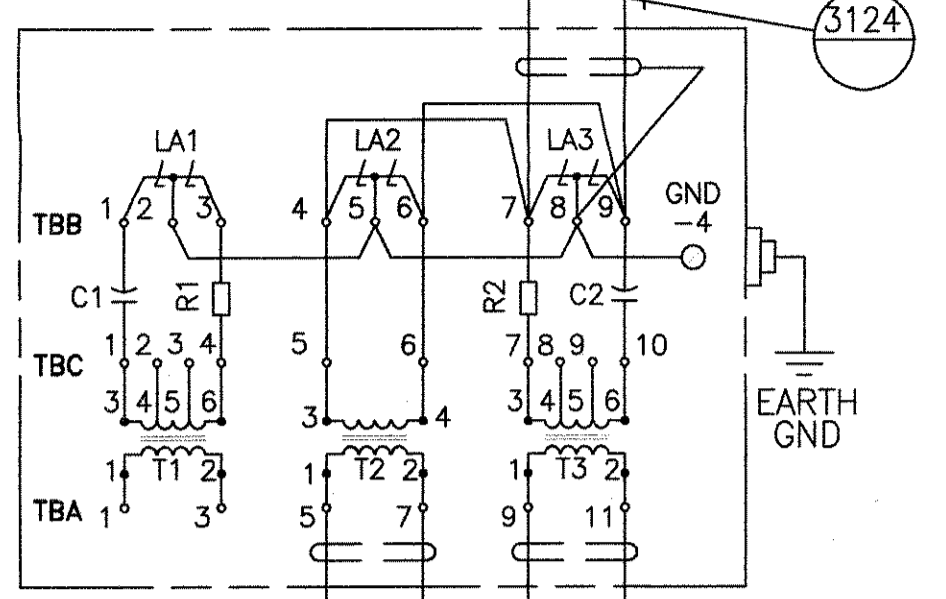 3124
LA1 LA2 LA3
GND
-4
TBB 1 2 3 4 5 6 7 8 9
C1 R1 R2 C2
TBC 1 2 3 4 5 6 7 8 9 10
3 4 5 6 3 4 3 4 5 6
EARTH
GND
1 T1 2 1 T2 2 1 T3 2
TBA 1 3 5 7 9 11